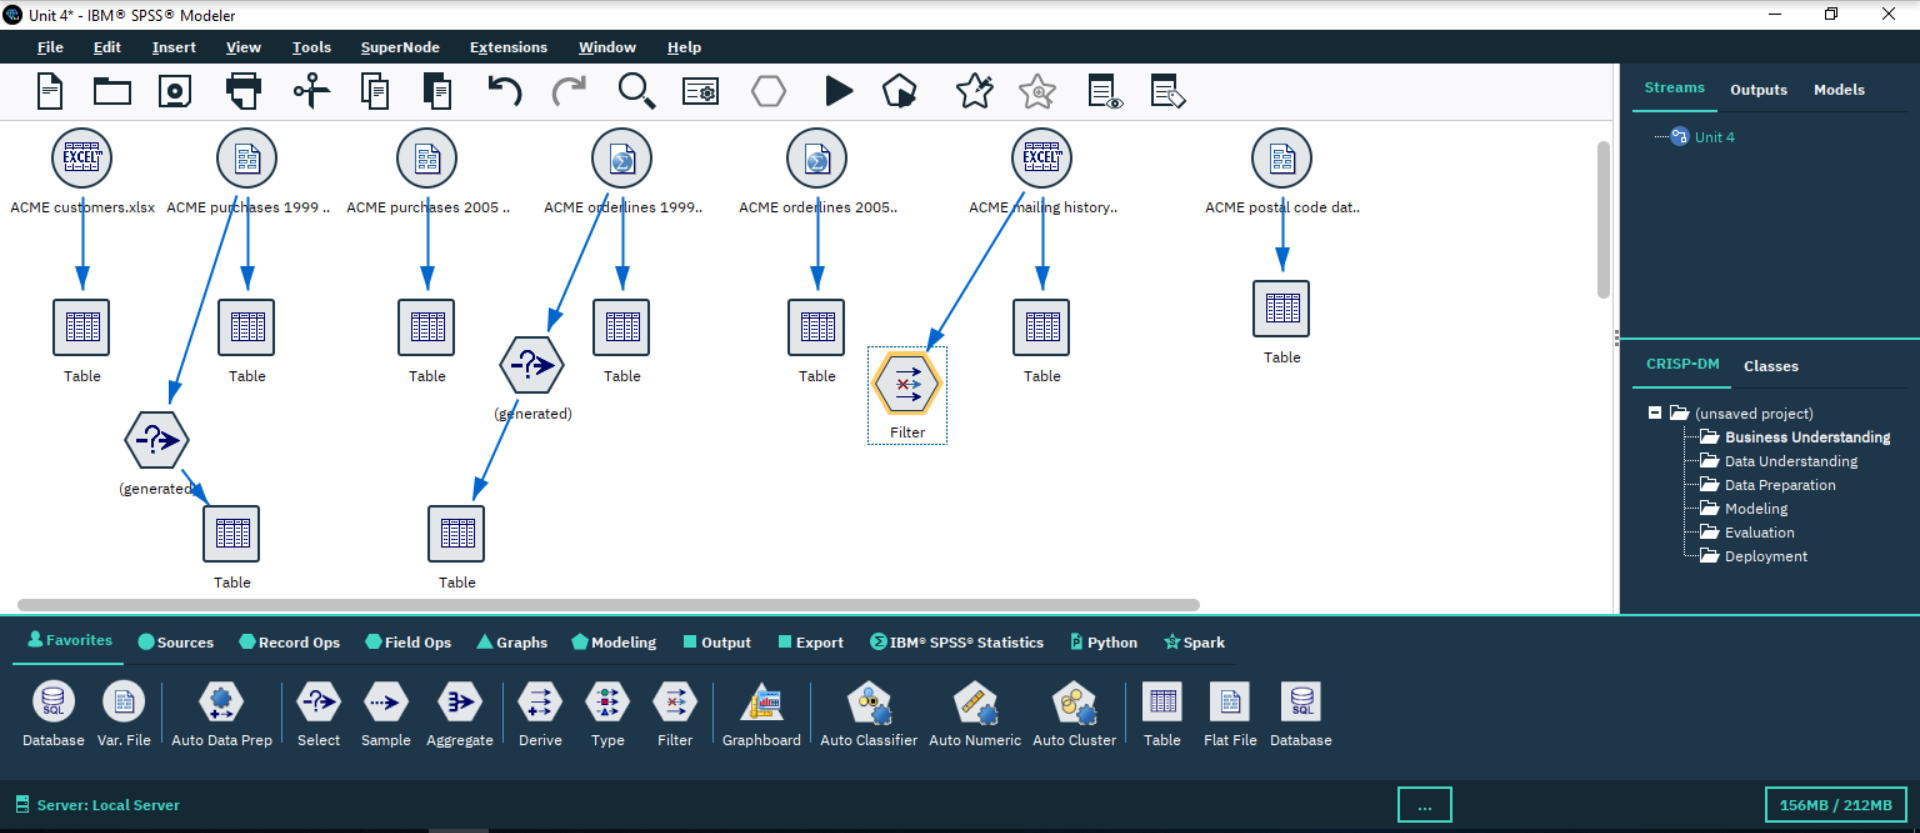 Unit 4* - IBM® SPSS® Modeler
File Edit Insert View Tools SuperNode Extensions Window Help
EXCEL™ EXCEL™
ACME customers.xlsx ACME purchases 1999 .. ACME purchases 2005 .. ACME orderlines 1999.. ACME orderlines 2005.. ACME mailing history.. ACME postal code dat..
Table Table Table Table Table Table Table
(generated)
Filter
(generated)
Table Table
Streams Outputs Models
Unit 4
CRISP-DM Classes
(unsaved project)
Business Understanding
Data Understanding
Data Preparation
Modeling
Evaluation
Deployment
Favorites Sources Record Ops Field Ops Graphs Modeling Output Export IBM® SPSS® Statistics Python Spark
SQL SQL
Database Var. File Auto Data Prep Select Sample Aggregate Derive Type Filter Graphboard Auto Classifier Auto Numeric Auto Cluster Table Flat File Database
Server: Local Server ... 156MB / 212MB